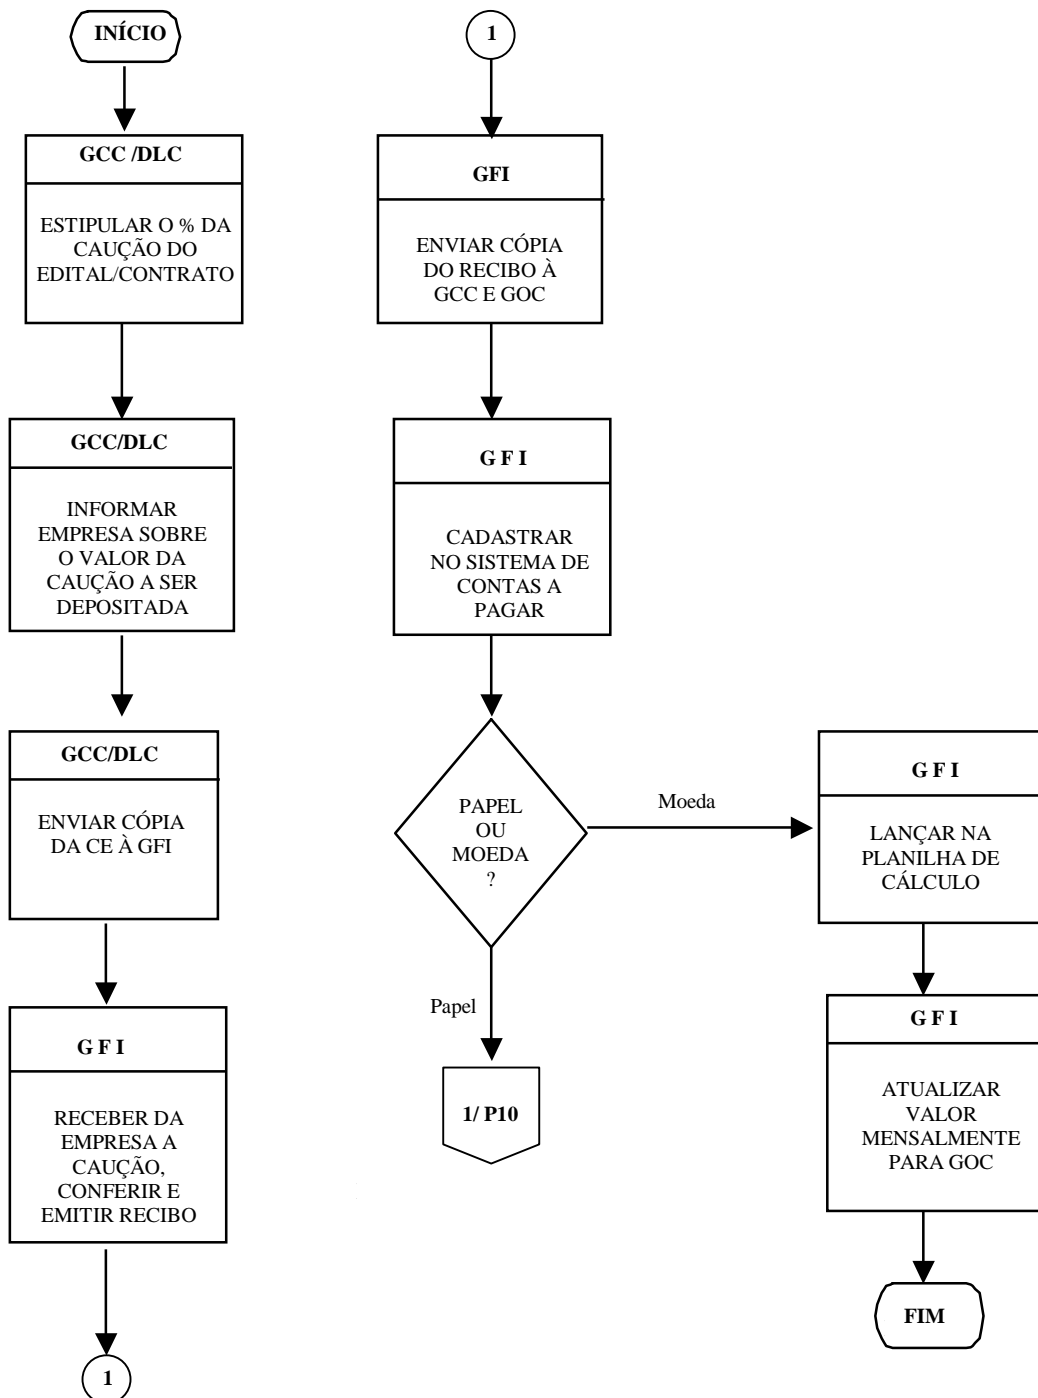 INÍCIO
GCC /DLC
ESTIPULAR O % DA
CAUÇÃO DO
EDITAL/CONTRATO
GCC/DLC
INFORMAR
EMPRESA SOBRE
O VALOR DA
CAUÇÃO A SER
DEPOSITADA
GCC/DLC
ENVIAR CÓPIA
DA CE À GFI
G F I
RECEBER DA
EMPRESA A
CAUÇÃO,
CONFERIR E
EMITIR RECIBO
1
1
GFI
ENVIAR CÓPIA
DO RECIBO À
GCC E GOC
G F I
CADASTRAR
NO SISTEMA DE
CONTAS A
PAGAR
PAPEL
OU
MOEDA
?
Papel
1/ P10
Moeda
G F I
LANÇAR NA
PLANILHA DE
CÁLCULO
G F I
ATUALIZAR
VALOR
MENSALMENTE
PARA GOC
FIM